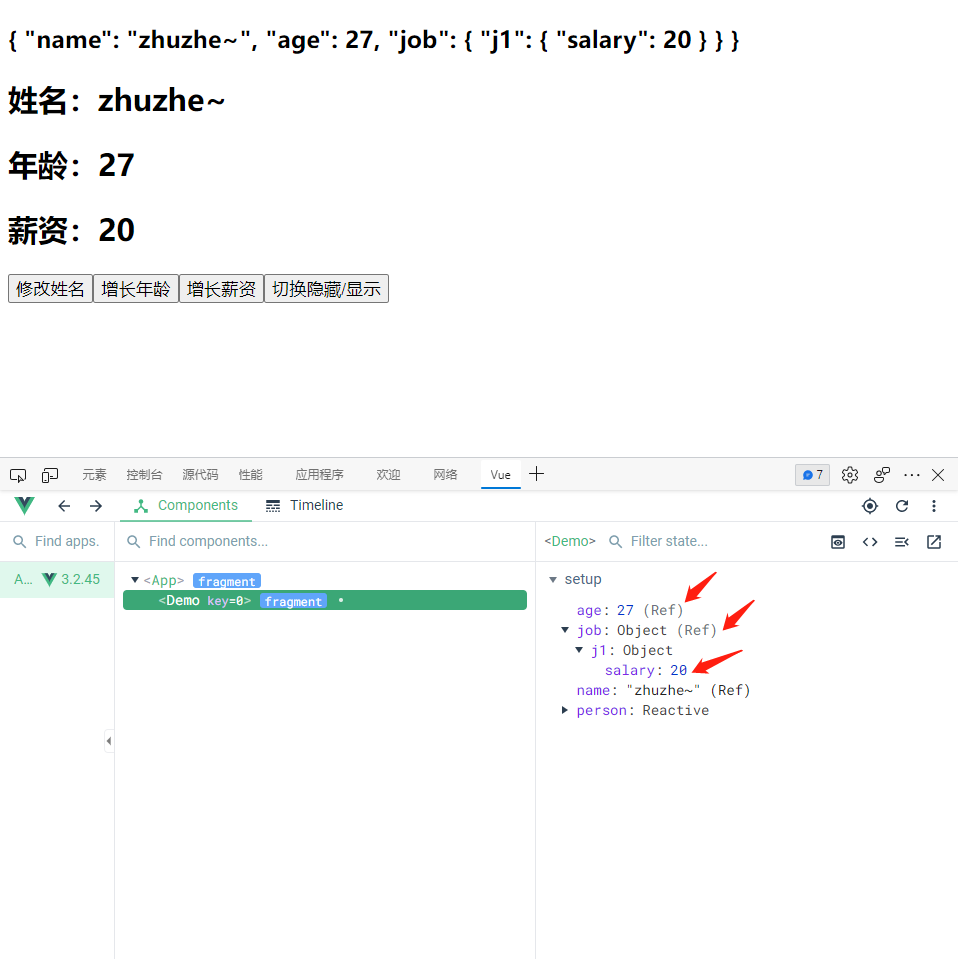 { "name": "zhuzhe~", "age": 27, "job": { "j1": { "salary": 20 } } }
姓名：zhuzhe~
年龄：27
薪资：20
修改姓名 增长年龄 增长薪资 切换隐藏/显示
元素 控制台 源代码 性能 应用程序 欢迎 网络 Vue 7
Components Timeline
Find apps. Find components... <Demo> Filter state...
A... 3.2.45
<App> fragment
<Demo key=0> fragment
setup
age: 27 (Ref)
job: Object (Ref)
j1: Object
salary: 20
name: "zhuzhe~" (Ref)
person: Reactive